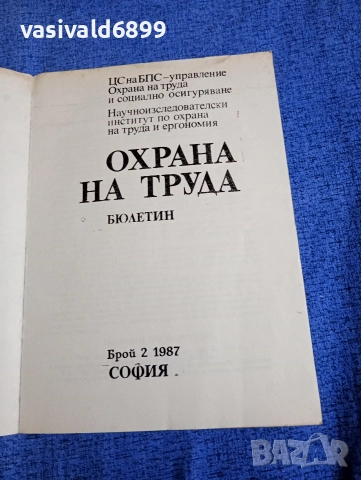 vasivald6899
ЦС на БПС – управление
Охрана на труда
и социално осигуряване
Научноизследователски
институт по охрана
на труда и ергономия
ОХРАНА
НА ТРУДА
БЮЛЕТИН
Брой 2 1987
СОФИЯ
BAZAR